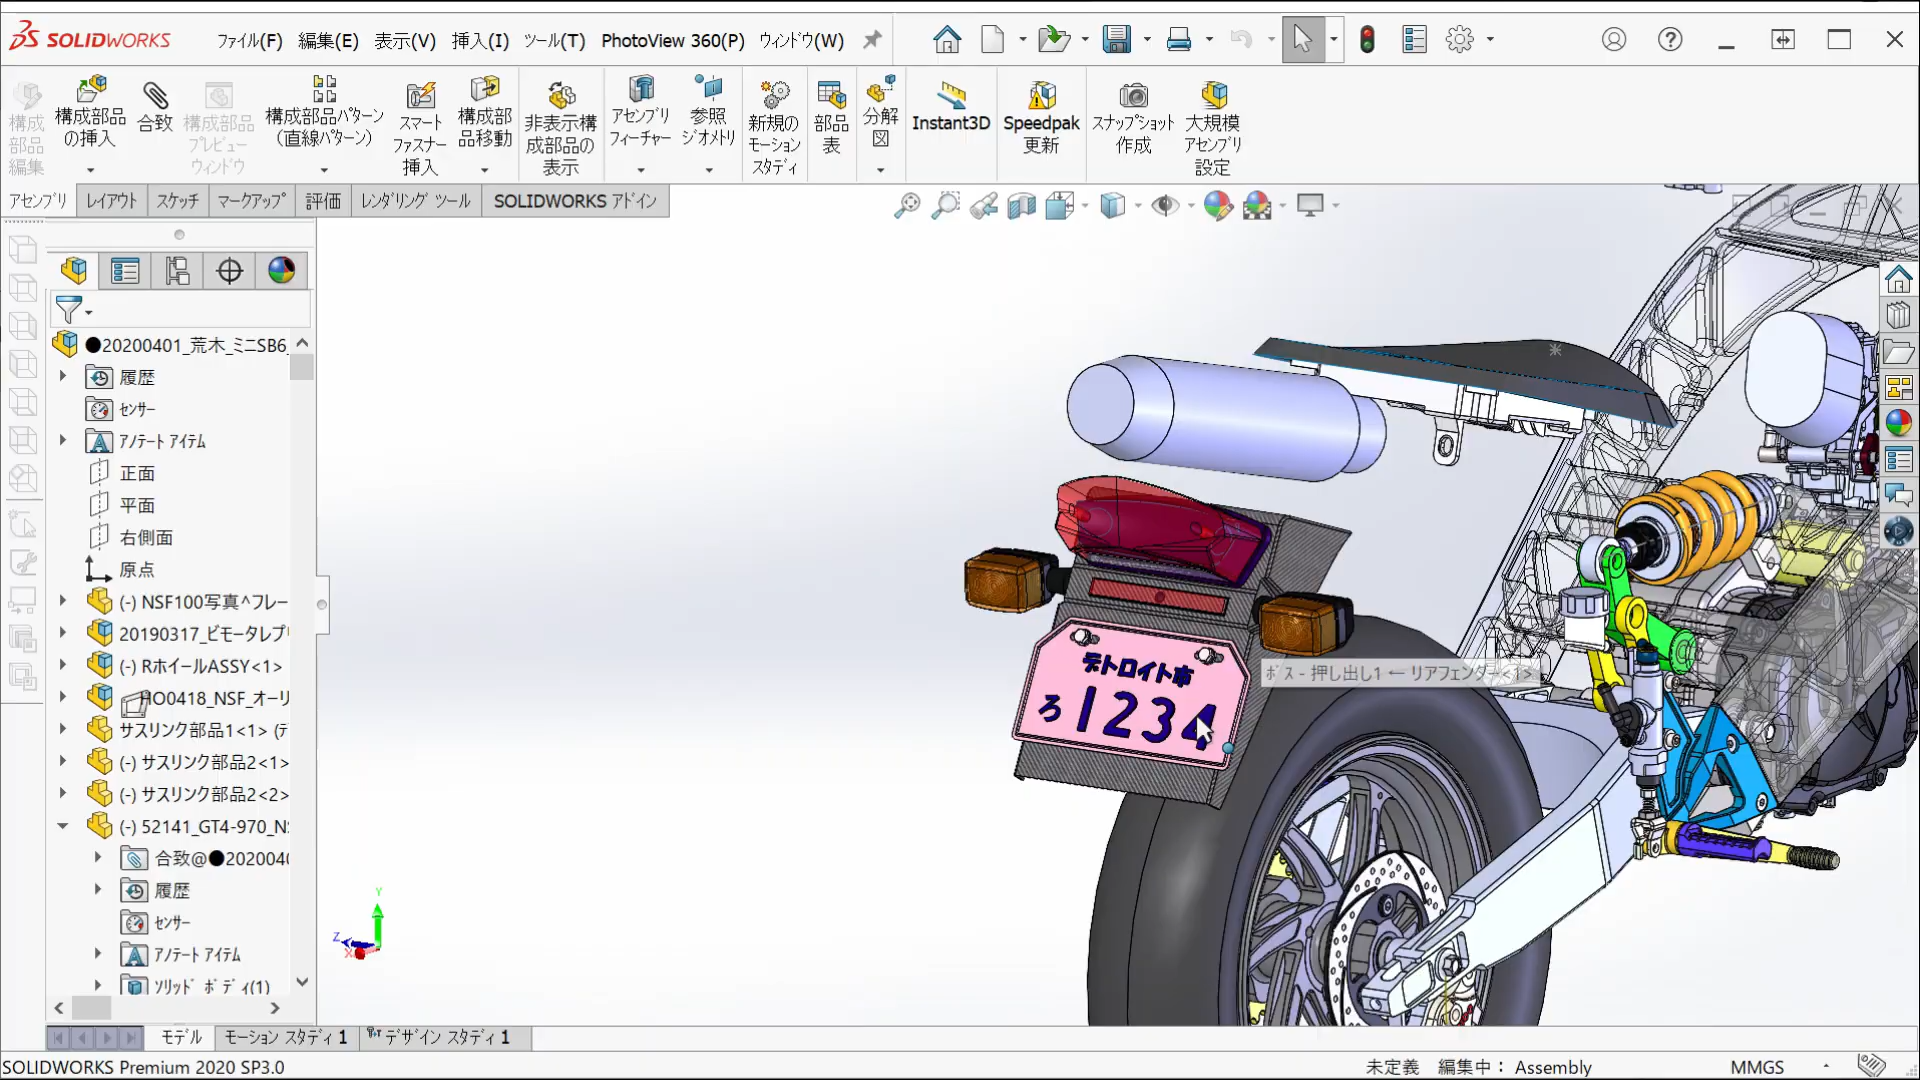 SOLIDWORKS ファイル(F) 編集(E) 表示(V) 挿入(I) ツール(T) PhotoView 360(P) ウィンドウ(W)
構成部品編集
構成部品の挿入
合致
構成部品プレビューウィンドウ
構成部品パターン(直線パターン)
スマートファスナー挿入
構成部品移動
非表示構成部品の表示
アセンブリフィーチャー
参照ジオメトリ
新規のモーションスタディ
部品表
分解図
Instant3D
Speedpak更新
スナップショット作成
大規模アセンブリ設定
アセンブリ レイアウト スケッチ マークアップ 評価 レンダリング ツール SOLIDWORKS アドイン
●20200401_荒木_ミニSB6_
履歴
センサー
アノテート アイテム
正面
平面
右側面
原点
(-) NSF100写真^フレー
20190317_ビモータレプリ
(-) RホイールASSY<1>
HO0418_NSF_オーリ
サスリンク部品1<1> (デ
(-) サスリンク部品2<1>
(-) サスリンク部品2<2>
(-) 52141_GT4-970_N
合致@●2020040
履歴
センサー
アノテート アイテム
ソリッド ボディ(1)
デトロイト市
ろ 1234
ボス - 押し出し1 ← リアフェンダー<1>
Y
Z
X
モデル モーション スタディ 1 デザイン スタディ 1
SOLIDWORKS Premium 2020 SP3.0 未定義 編集中： Assembly MMGS